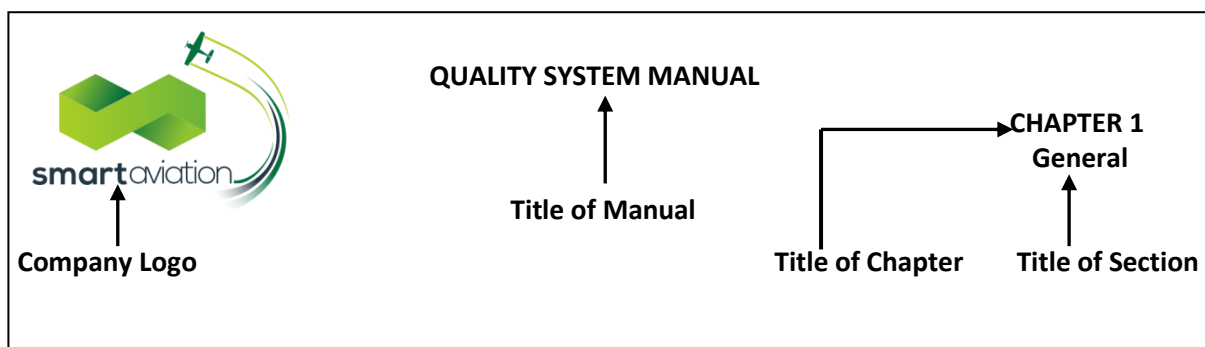 QUALITY SYSTEM MANUAL
CHAPTER 1
General
smartaviation
Title of Manual
Company Logo
Title of Chapter
Title of Section